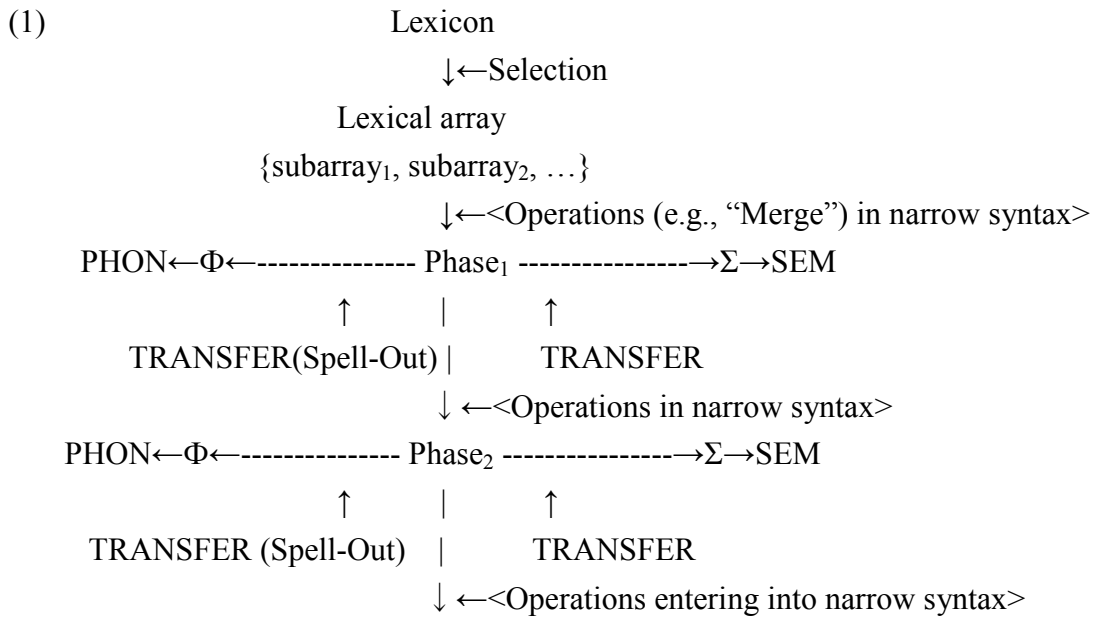 (1) Lexicon
↓←Selection
Lexical array
{subarray₁, subarray₂, …}
↓←<Operations (e.g., “Merge”) in narrow syntax>
PHON←Φ←--------------- Phase₁ ----------------→Σ→SEM
↑ | ↑
TRANSFER(Spell-Out) | TRANSFER
↓ ←<Operations in narrow syntax>
PHON←Φ←--------------- Phase₂ ----------------→Σ→SEM
↑ | ↑
TRANSFER (Spell-Out) | TRANSFER
↓ ←<Operations entering into narrow syntax>